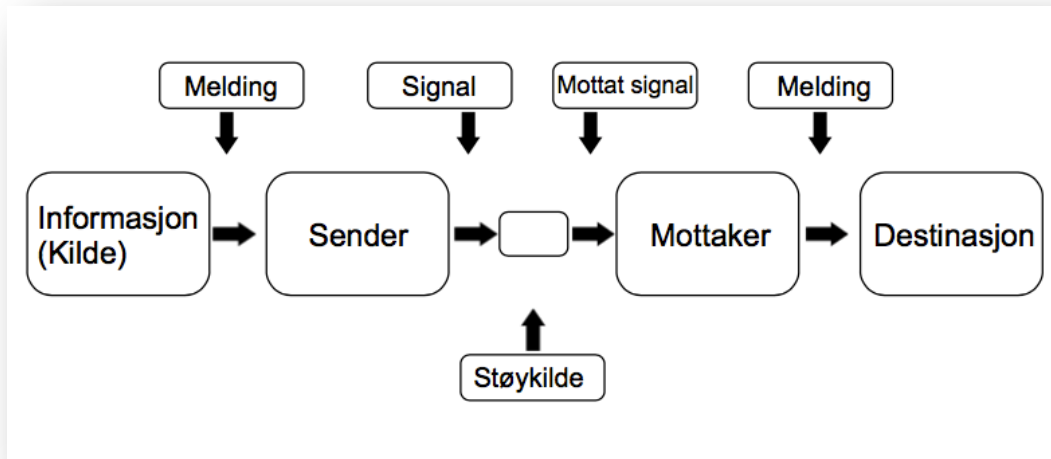 Melding
Signal
Mottat signal
Melding
Informasjon
(Kilde)
Sender
Mottaker
Destinasjon
Støykilde